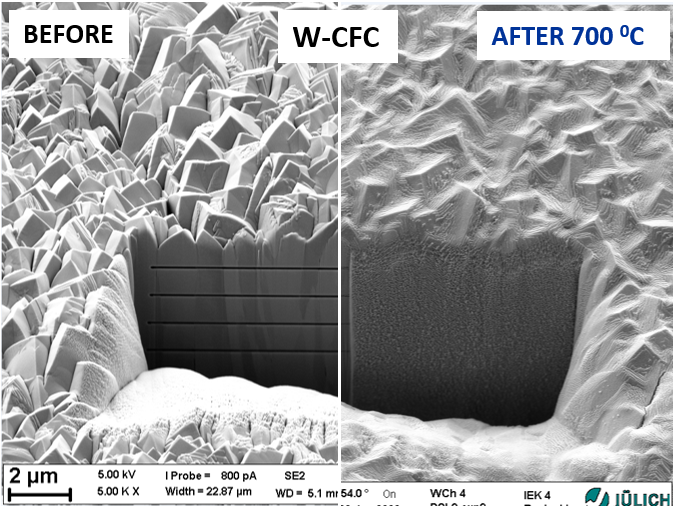 BEFORE
W-CFC
AFTER 700 ⁰C
2 µm
5.00 kV
5.00 K X
I Probe = 800 pA
Width = 22.87 µm
SE2
WD = 5.1 m
54.0 °
On
WCh 4
IEK 4
JÜLICH